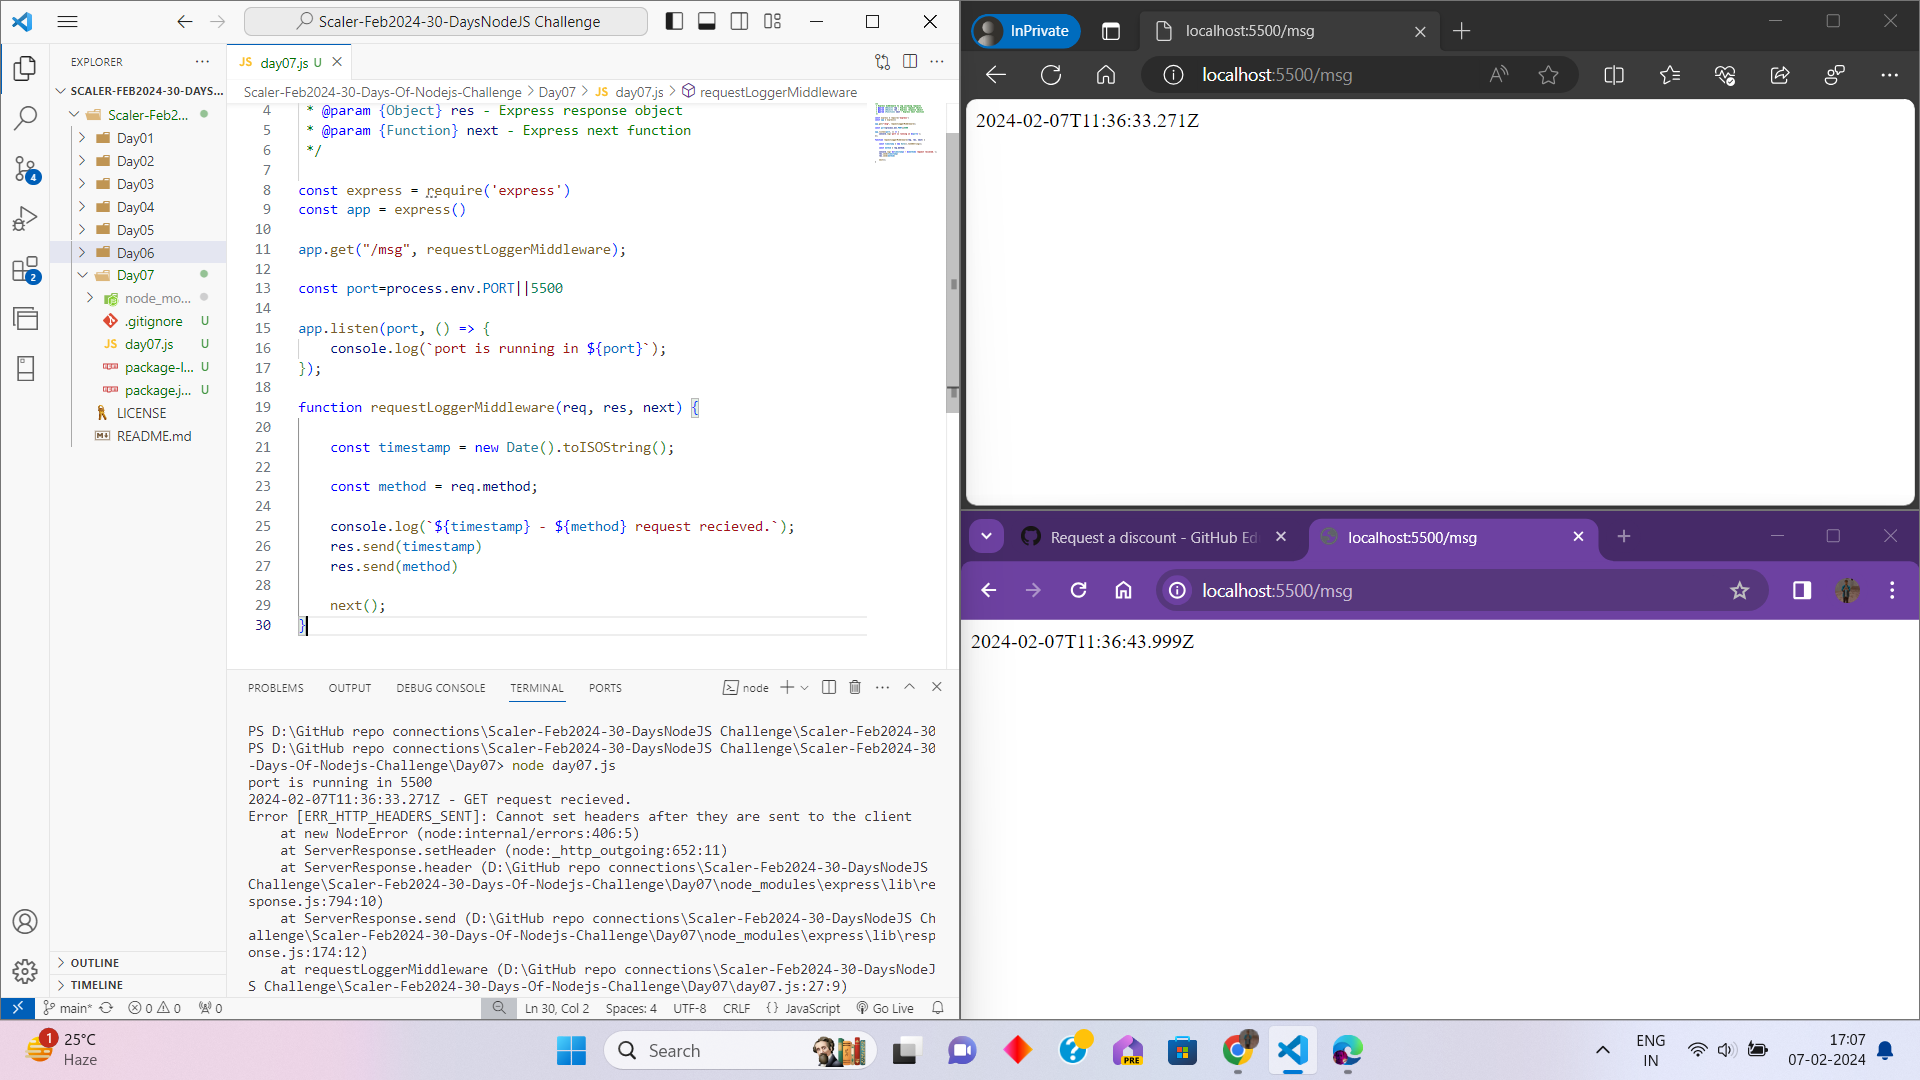 Scaler-Feb2024-30-DaysNodeJS Challenge
EXPLORER
SCALER-FEB2024-30-DAYS...
Scaler-Feb2...
Day01
Day02
Day03
4
Day04
Day05
Day06
2
Day07
node_mo...
.gitignore U
JS day07.js U
package-l... U
package.j... U
LICENSE
README.md
OUTLINE
TIMELINE
JS day07.js U
Scaler-Feb2024-30-Days-Of-Nodejs-Challenge > Day07 > JS day07.js > requestLoggerMiddleware
4 * @param {Object} res - Express response object
5 * @param {Function} next - Express next function
6 */
7
8 const express = require('express')
9 const app = express()
10
11 app.get("/msg", requestLoggerMiddleware);
12
13 const port=process.env.PORT||5500
14
15 app.listen(port, () => {
16 console.log(`port is running in ${port}`);
17 });
18
19 function requestLoggerMiddleware(req, res, next) {
20
21 const timestamp = new Date().toISOString();
22
23 const method = req.method;
24
25 console.log(`${timestamp} - ${method} request recieved.`);
26 res.send(timestamp)
27 res.send(method)
28
29 next();
30 }
PROBLEMS OUTPUT DEBUG CONSOLE TERMINAL PORTS node
PS D:\GitHub repo connections\Scaler-Feb2024-30-DaysNodeJS Challenge\Scaler-Feb2024-30
PS D:\GitHub repo connections\Scaler-Feb2024-30-DaysNodeJS Challenge\Scaler-Feb2024-30
-Days-Of-Nodejs-Challenge\Day07> node day07.js
port is running in 5500
2024-02-07T11:36:33.271Z - GET request recieved.
Error [ERR_HTTP_HEADERS_SENT]: Cannot set headers after they are sent to the client
at new NodeError (node:internal/errors:406:5)
at ServerResponse.setHeader (node:_http_outgoing:652:11)
at ServerResponse.header (D:\GitHub repo connections\Scaler-Feb2024-30-DaysNodeJS
Challenge\Scaler-Feb2024-30-Days-Of-Nodejs-Challenge\Day07\node_modules\express\lib\re
sponse.js:794:10)
at ServerResponse.send (D:\GitHub repo connections\Scaler-Feb2024-30-DaysNodeJS Ch
allenge\Scaler-Feb2024-30-Days-Of-Nodejs-Challenge\Day07\node_modules\express\lib\resp
onse.js:174:12)
at requestLoggerMiddleware (D:\GitHub repo connections\Scaler-Feb2024-30-DaysNodeJ
S Challenge\Scaler-Feb2024-30-Days-Of-Nodejs-Challenge\Day07\day07.js:27:9)
main* 0 0 0 Ln 30, Col 2 Spaces: 4 UTF-8 CRLF {} JavaScript Go Live
InPrivate localhost:5500/msg
localhost:5500/msg
2024-02-07T11:36:33.271Z
Request a discount - GitHub Ed localhost:5500/msg
localhost:5500/msg
2024-02-07T11:36:43.999Z
1 25°C
Haze
Search
PRE
ENG
IN
17:07
07-02-2024